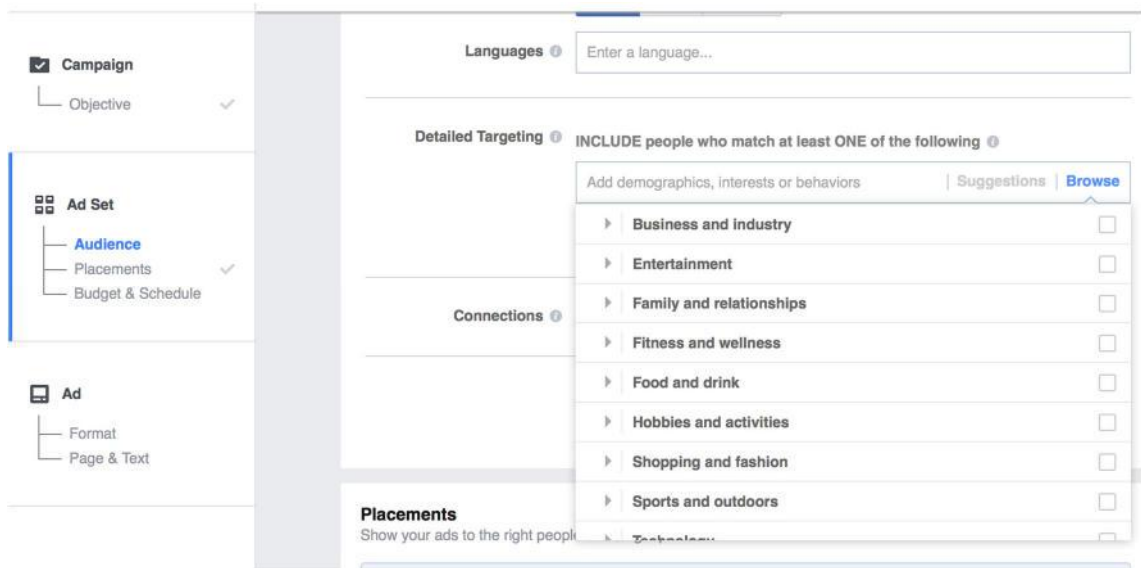 Campaign
Objective
Ad Set
Audience
Placements
Budget & Schedule
Ad
Format
Page & Text
Languages
Enter a language...
Detailed Targeting
INCLUDE people who match at least ONE of the following
Add demographics, interests or behaviors | Suggestions | Browse
Business and industry
Entertainment
Family and relationships
Connections
Fitness and wellness
Food and drink
Hobbies and activities
Shopping and fashion
Sports and outdoors
Technology
Placements
Show your ads to the right people